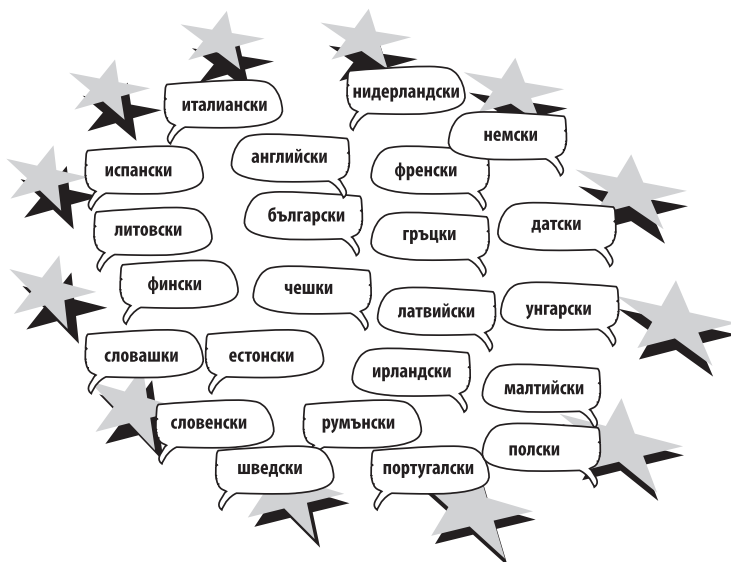 италиански
нидерландски
немски
английски
испански
френски
български
литовски
гръцки
датски
фински
чешки
латвийски
унгарски
словашки
естонски
ирландски
малтийски
словенски
румънски
полски
шведски
португалски